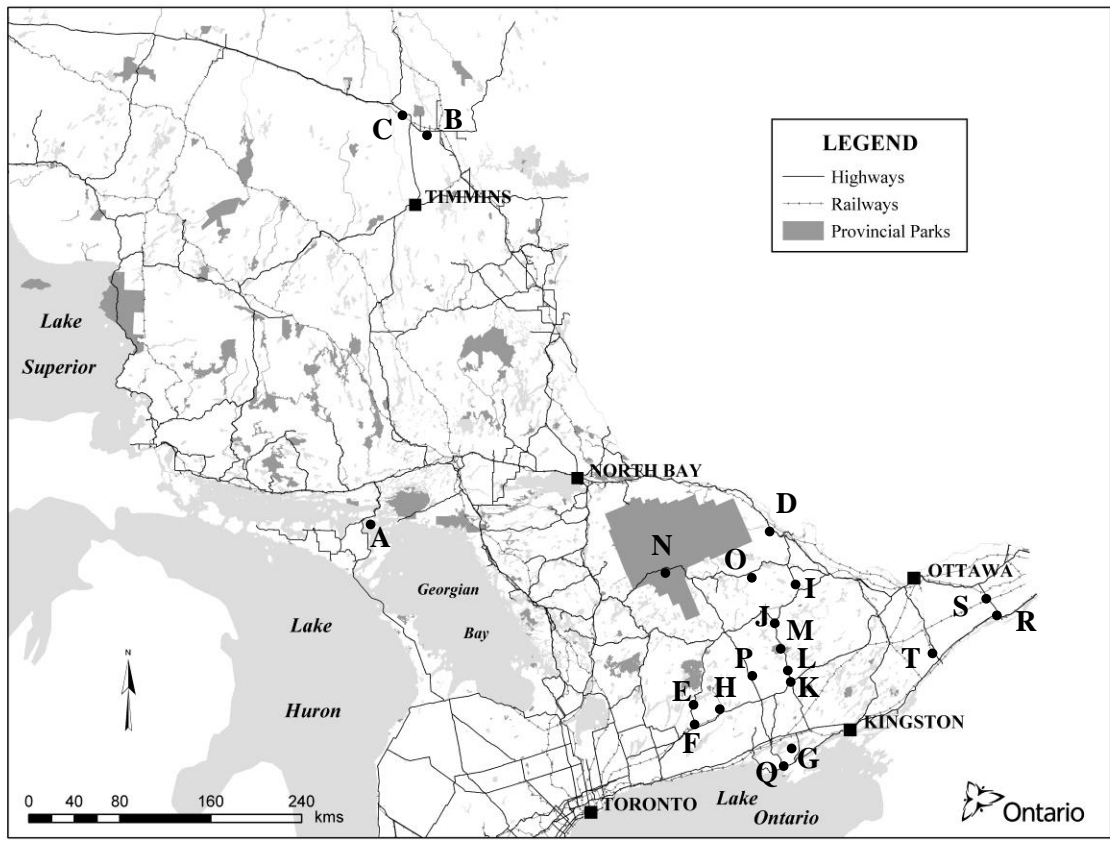 C
B
TIMMINS
LEGEND
Highways
Railways
Provincial Parks
Lake
Superior
NORTH BAY
D
A
N
O
I
OTTAWA
S
R
Georgian
Bay
J
M
Lake
Huron
T
P
L
K
E
H
F
KINGSTON
G
Q
N
TORONTO
Lake
Ontario
0 40 80 160 240
kms
Ontario